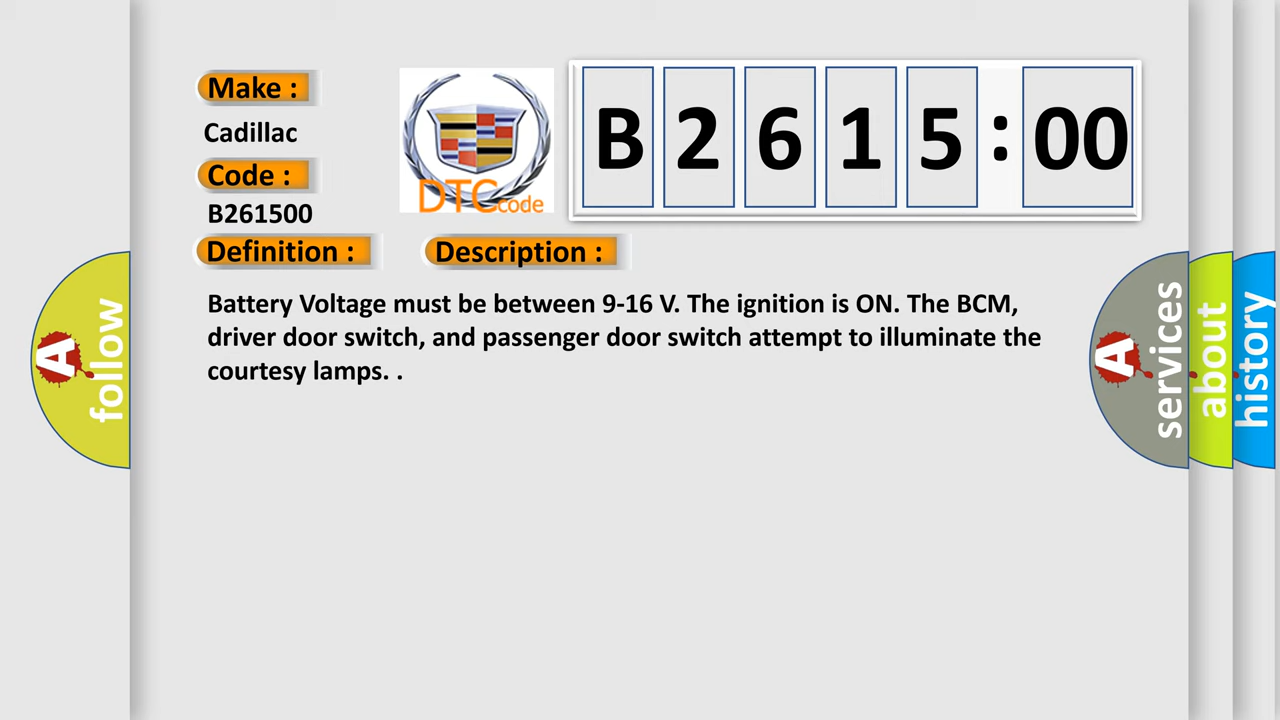 Make :
Cadillac
Code :
B261500
DTC code
B 2 6 1 5 : 00
Definition :
Description :
Battery Voltage must be between 9-16 V. The ignition is ON. The BCM,
driver door switch, and passenger door switch attempt to illuminate the
courtesy lamps. .
A follow
A services
about
history